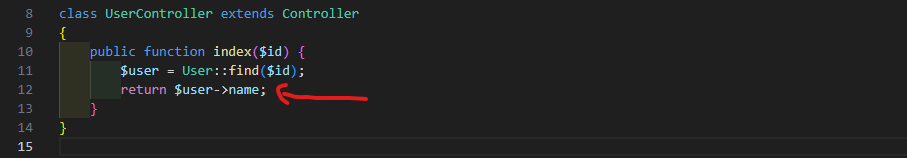 8 class UserController extends Controller
9 {
10 public function index($id) {
11 $user = User::find($id);
12 return $user->name;
13 }
14 }
15